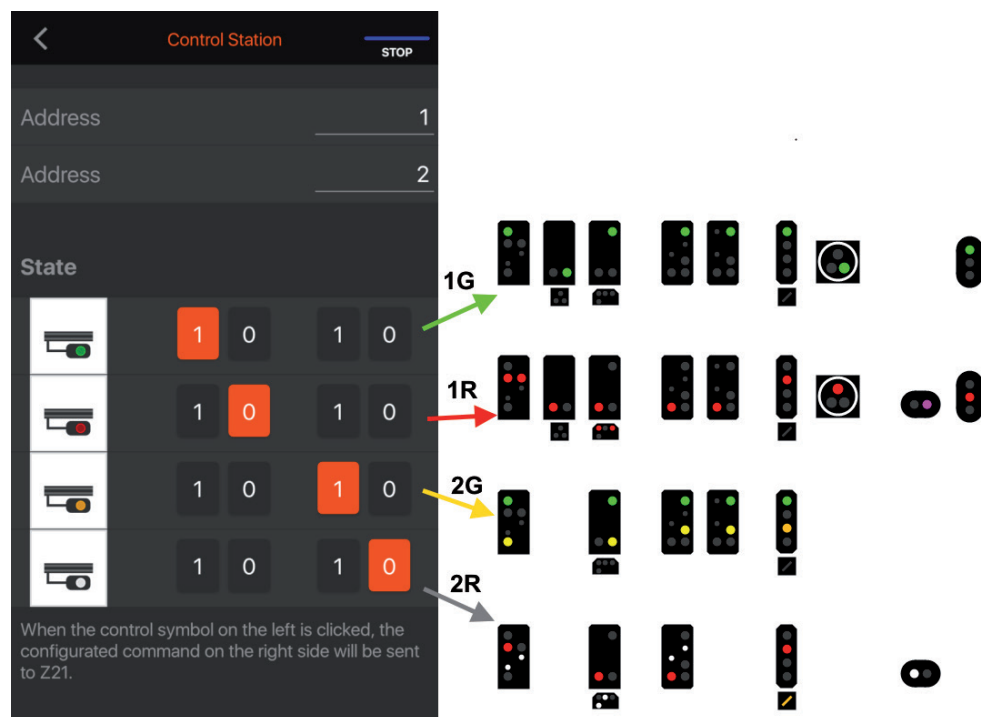 Control Station
STOP
Address 1
Address 2
State
1 0 1 0 1G
1 0 1 0 1R
1 0 1 0 2G
1 0 1 0 2R
When the control symbol on the left is clicked, the
configurated command on the right side will be sent
to Z21.